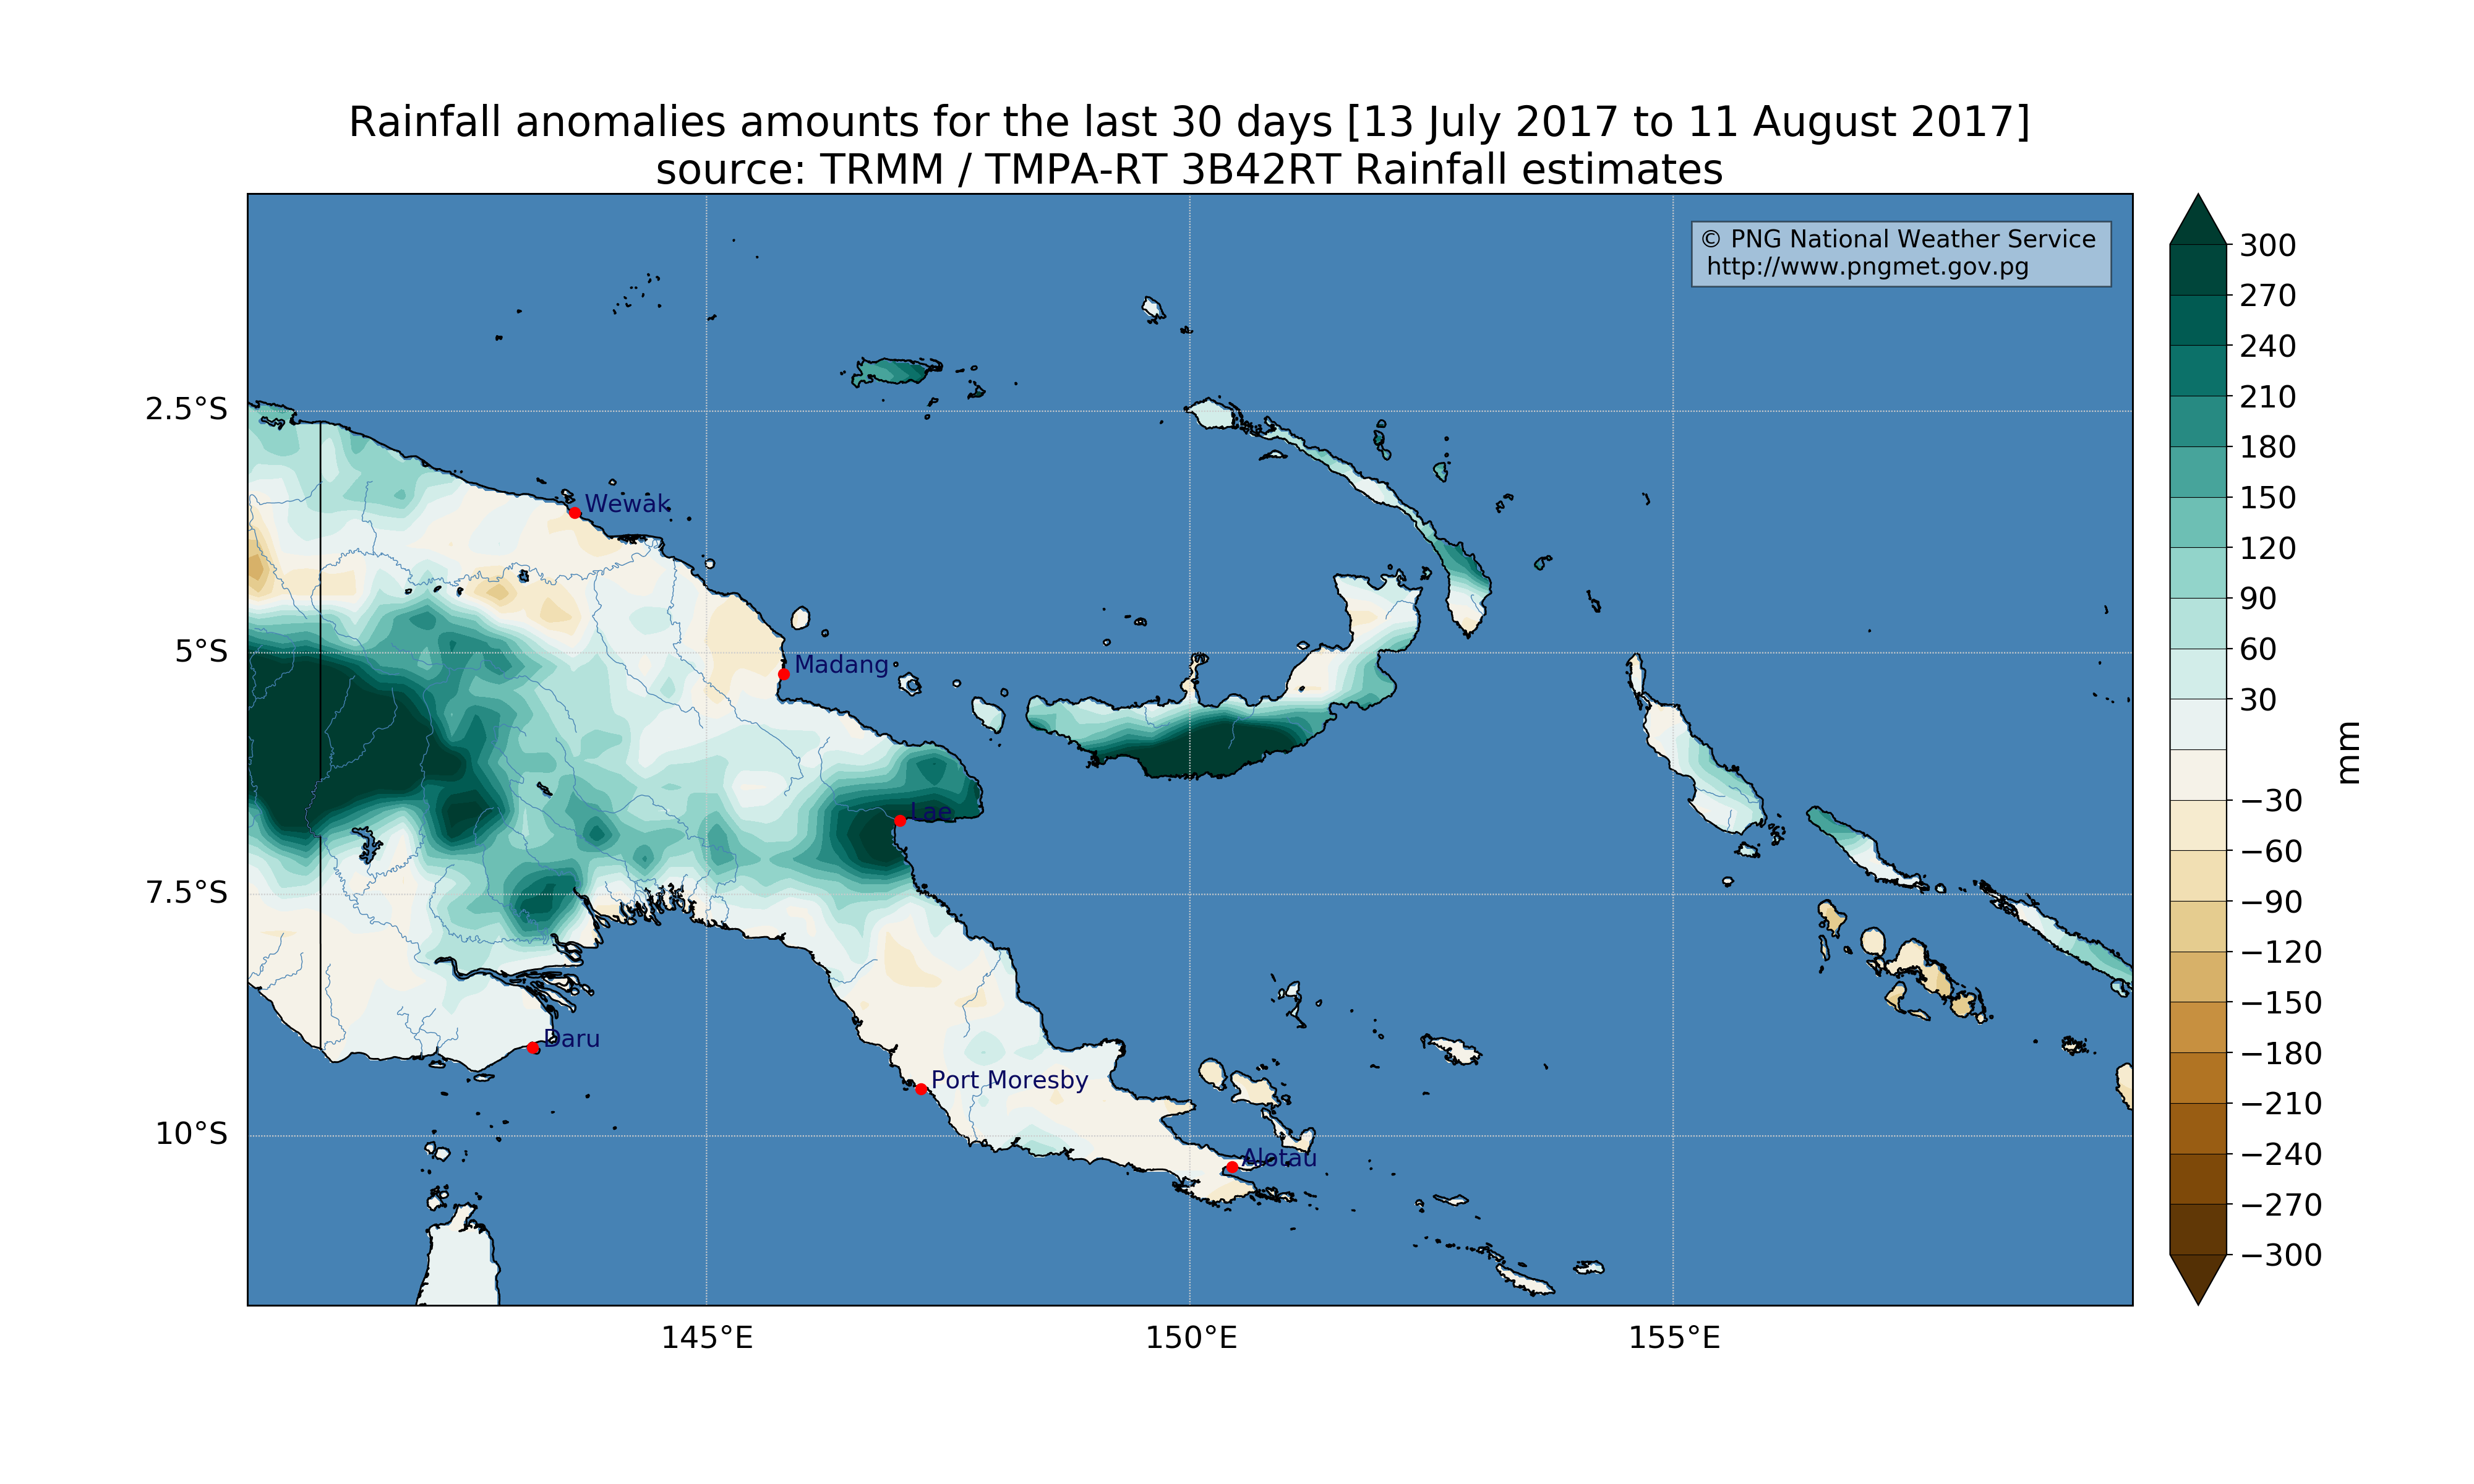 Rainfall anomalies amounts for the last 30 days [13 July 2017 to 11 August 2017]
source: TRMM / TMPA-RT 3B42RT Rainfall estimates
© PNG National Weather Service
http://www.pngmet.gov.pg
2.5°S
5°S
7.5°S
10°S
145°E
150°E
155°E
Wewak
Madang
Lae
Daru
Port Moresby
Alotau
300
270
240
210
180
150
120
90
60
30
−30
−60
−90
−120
−150
−180
−210
−240
−270
−300
mm